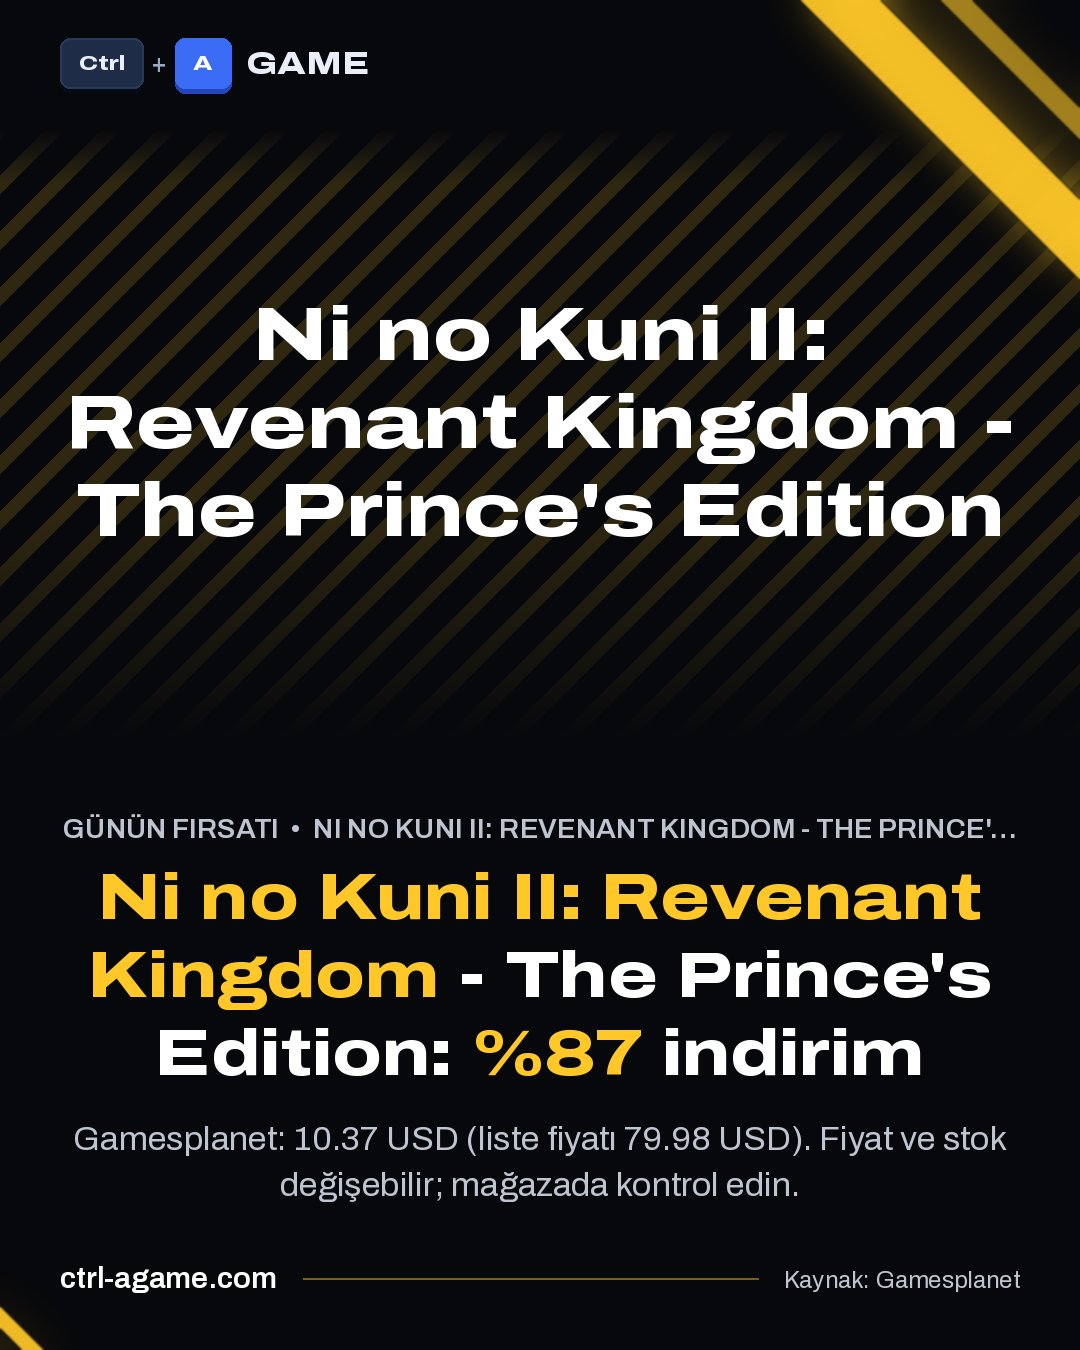 Ctrl + A GAME
Ni no Kuni II:
Revenant Kingdom -
The Prince's Edition
GÜNÜN FIRSATI • NI NO KUNI II: REVENANT KINGDOM - THE PRINCE'...
Ni no Kuni II: Revenant
Kingdom - The Prince's
Edition: %87 indirim
Gamesplanet: 10.37 USD (liste fiyatı 79.98 USD). Fiyat ve stok
değişebilir; mağazada kontrol edin.
ctrl-agame.com
Kaynak: Gamesplanet